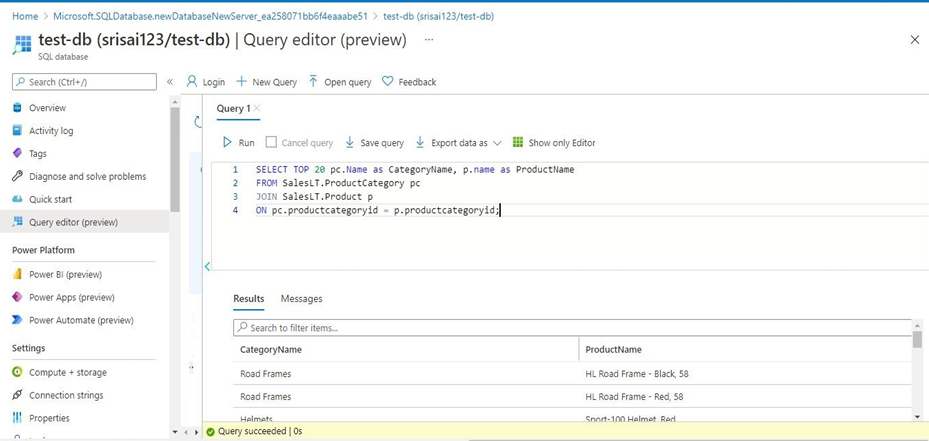 Home > Microsoft.SQLDatabase.newDatabaseNewServer_ea258071bb6f4eaaabe51 > test-db (srisai123/test-db)
test-db (srisai123/test-db) | Query editor (preview) ...
SQL database
Search (Ctrl+/)
Overview
Activity log
Tags
Diagnose and solve problems
Quick start
Query editor (preview)
Power Platform
Power BI (preview)
Power Apps (preview)
Power Automate (preview)
Settings
Compute + storage
Connection strings
Properties
Login
New Query
Open query
Feedback
Query 1
Run
Cancel query
Save query
Export data as
Show only Editor
1 SELECT TOP 20 pc.Name as CategoryName, p.name as ProductName
2 FROM SalesLT.ProductCategory pc
3 JOIN SalesLT.Product p
4 ON pc.productcategoryid = p.productcategoryid;
Results
Messages
Search to filter items...
CategoryName ProductName
Road Frames HL Road Frame - Black, 58
Road Frames HL Road Frame - Red, 58
Helmets Sport-100 Helmet, Red
Query succeeded | 0s